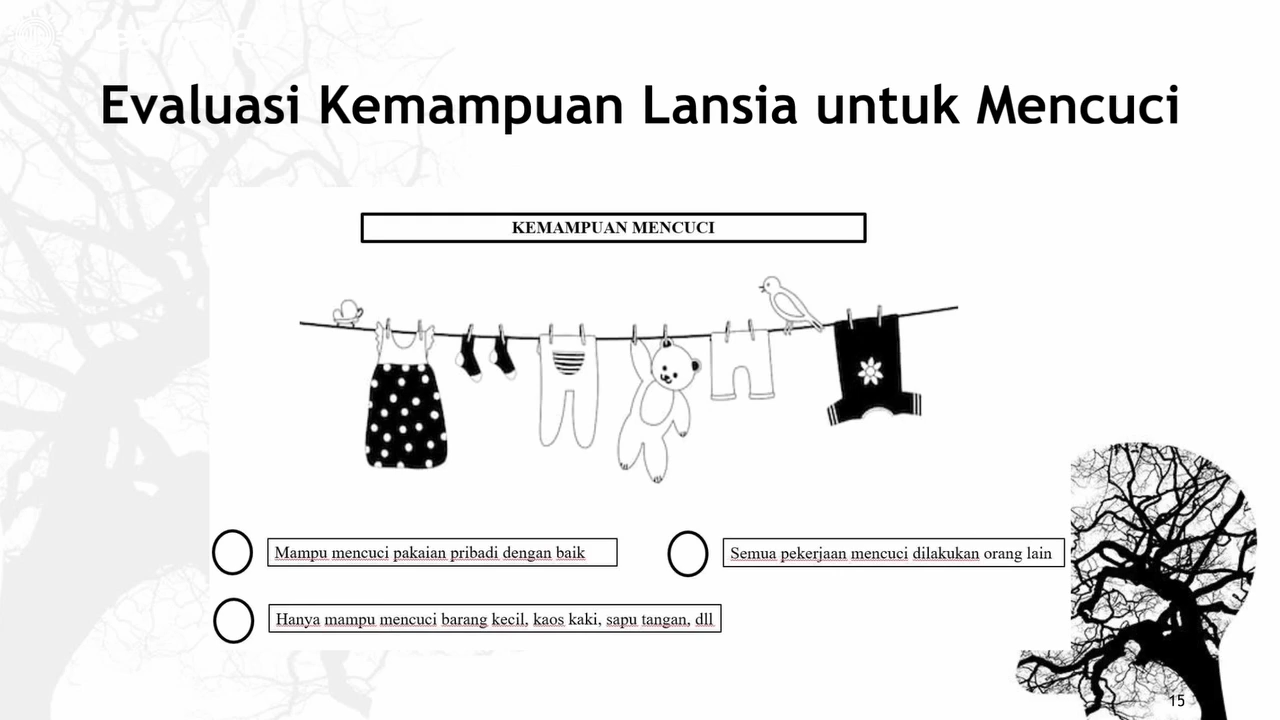 Evaluasi Kemampuan Lansia untuk Mencuci
KEMAMPUAN MENCUCI
Mampu mencuci pakaian pribadi dengan baik
Semua pekerjaan mencuci dilakukan orang lain
Hanya mampu mencuci barang kecil, kaos kaki, sapu tangan, dll
15